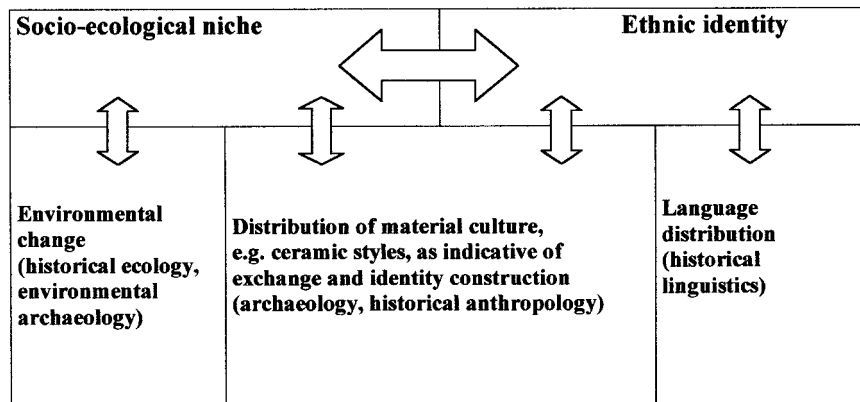 Socio-ecological niche
Ethnic identity
Environmental
change
(historical ecology,
environmental
archaeology)
Distribution of material culture,
e.g. ceramic styles, as indicative of
exchange and identity construction
(archaeology, historical anthropology)
Language
distribution
(historical
linguistics)